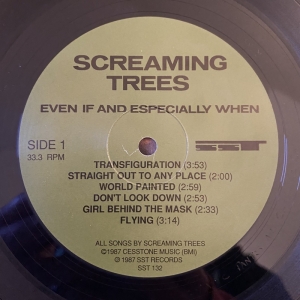 SCREAMING
TREES
EVEN IF AND ESPECIALLY WHEN
SIDE 1
33.3 RPM
SST
TRANSFIGURATION (3:53)
STRAIGHT OUT TO ANY PLACE (2:00)
WORLD PAINTED (2:59)
DON'T LOOK DOWN (2:53)
GIRL BEHIND THE MASK (2:33)
FLYING (3:14)
ALL SONGS BY SCREAMING TREES
©1987 CESSTONE MUSIC (BMI)
℗ 1987 SST RECORDS
SST 132